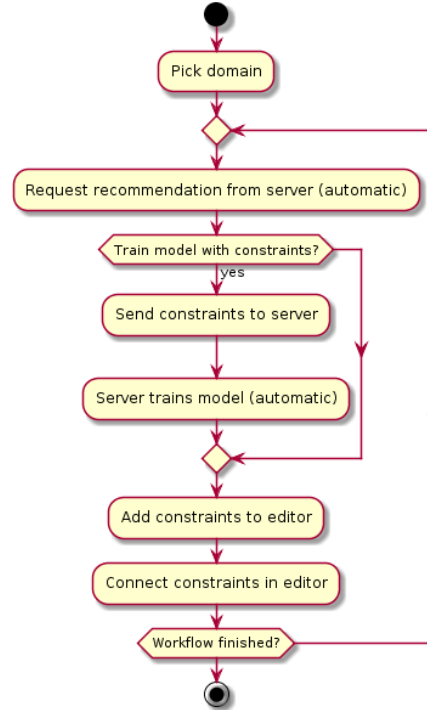 Pick domain
Request recommendation from server (automatic)
Train model with constraints?
yes
Send constraints to server
Server trains model (automatic)
Add constraints to editor
Connect constraints in editor
Workflow finished?